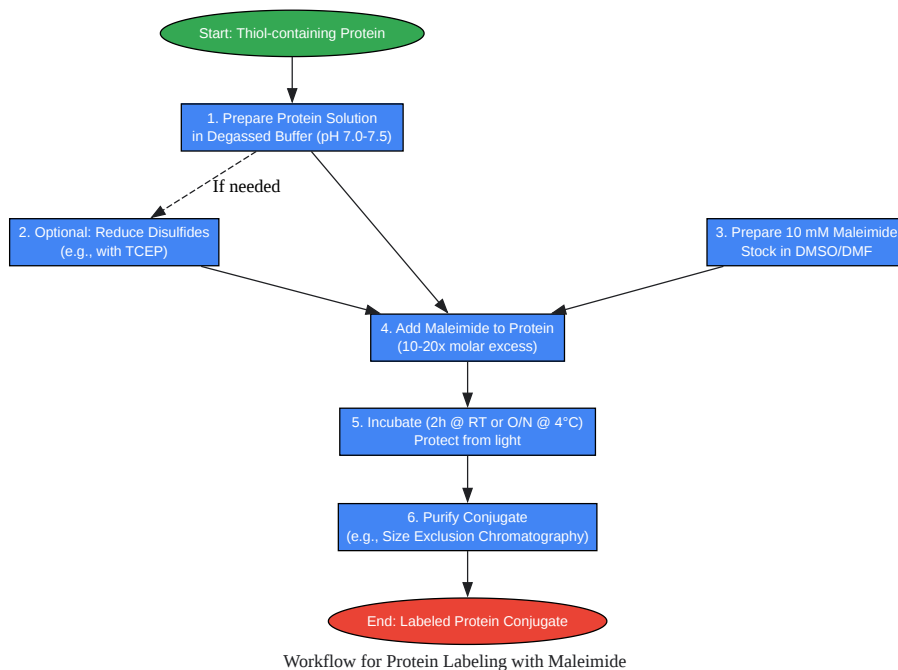 Start: Thiol-containing Protein
1. Prepare Protein Solution
in Degassed Buffer (pH 7.0-7.5)
If needed
2. Optional: Reduce Disulfides
(e.g., with TCEP)
3. Prepare 10 mM Maleimide
Stock in DMSO/DMF
4. Add Maleimide to Protein
(10-20x molar excess)
5. Incubate (2h @ RT or O/N @ 4°C)
Protect from light
6. Purify Conjugate
(e.g., Size Exclusion Chromatography)
End: Labeled Protein Conjugate
Workflow for Protein Labeling with Maleimide